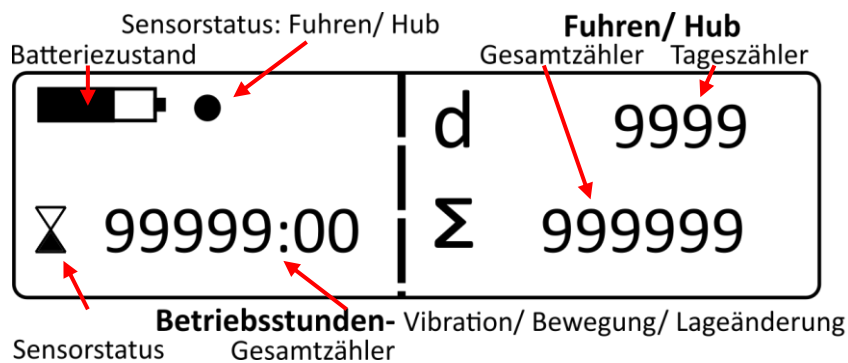 Sensorstatus: Fuhren/ Hub
Fuhren/ Hub
Batteriezustand
Gesamtzähler Tageszähler
d 9999
99999:00
Σ 999999
Betriebsstunden- Vibration/ Bewegung/ Lageänderung
Sensorstatus Gesamtzähler